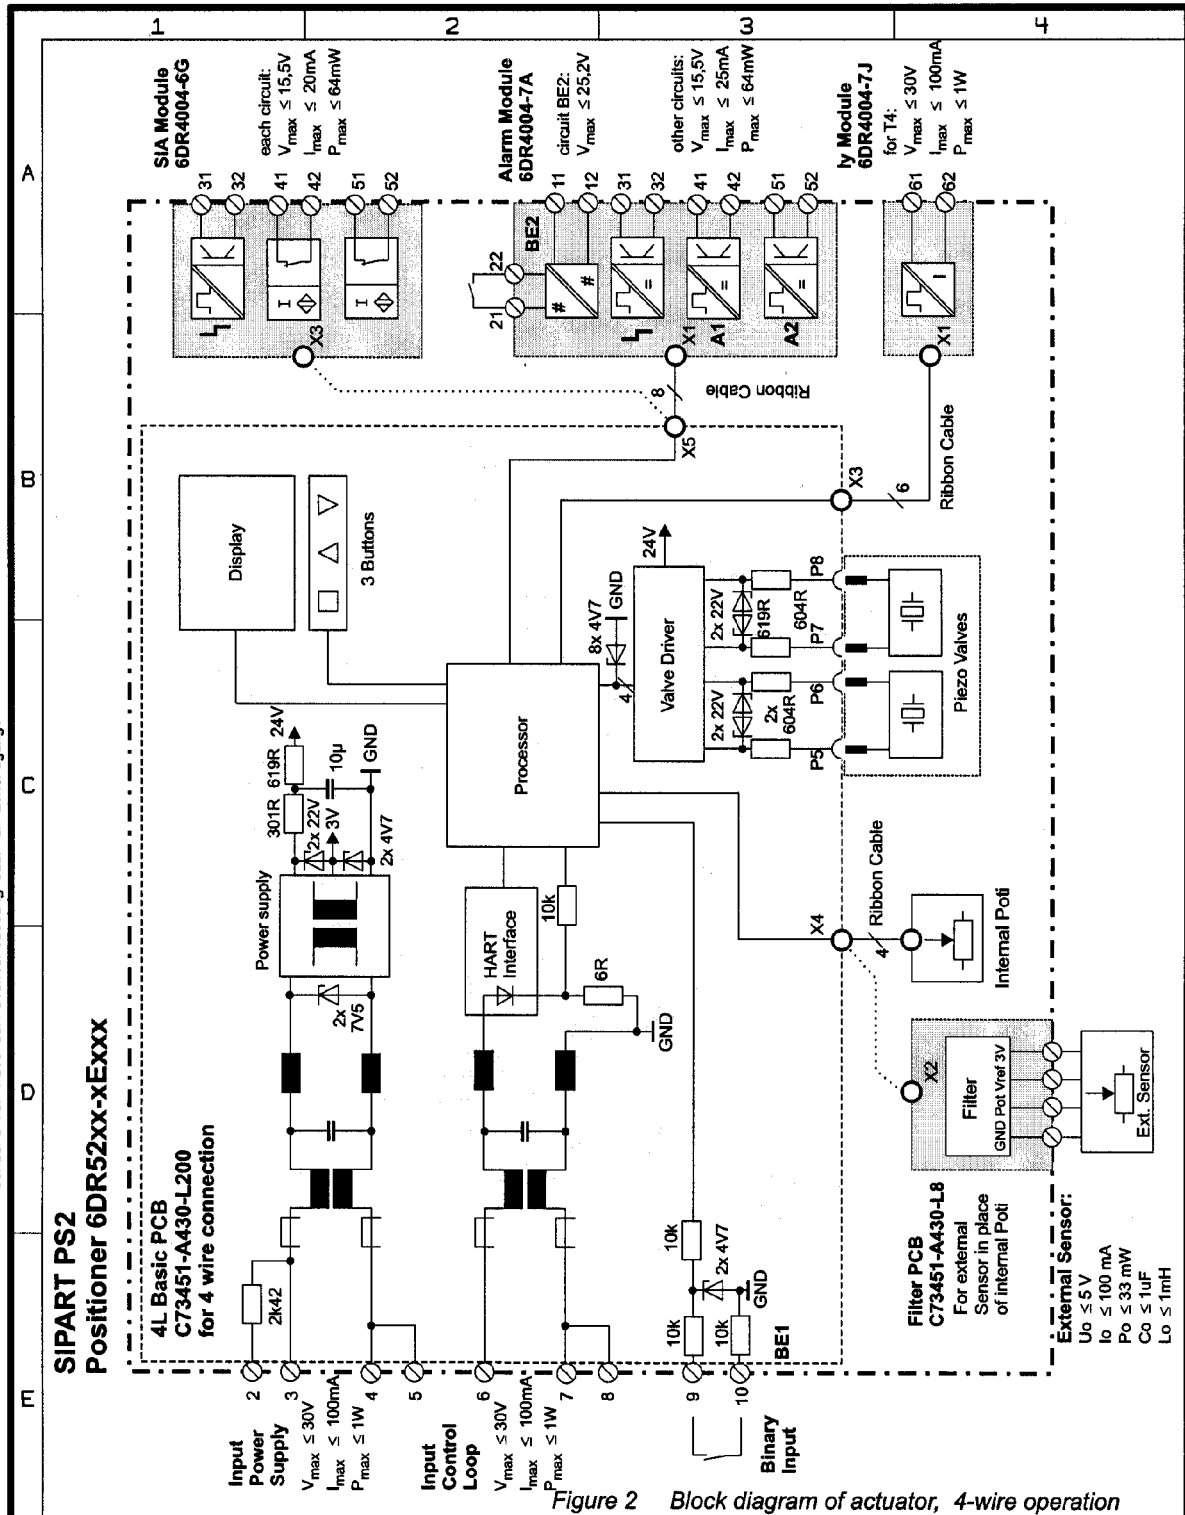 1 2 3 4
A
B
C
D
E
SIPART PS2
Positioner 6DR52xx-xExxx
4L Basic PCB
C73451-A430-L200
for 4 wire connection
Input
Power
Supply
Vmax ≤ 30V
Imax ≤ 100mA
Pmax ≤ 1W
2
3
4
5
2k42
2x
7V5
Power supply
301R
619R
24V
2x 22V
3V
10µ
GND
2x 4V7
Input
Control
Loop
Vmax ≤ 30V
Imax ≤ 100mA
Pmax ≤ 1W
6
7
8
HART
Interface
10k
6R
GND
Binary
Input
9
10
BE1
10k
10k
10k
2x 4V7
GND
Display
3 Buttons
Processor
4
8x 4V7
GND
Valve Driver
24V
2x 22V
2x
604R
2x 22V
619R
604R
P5
P6
P7
P8
Piezo Valves
X5
X3
X4
SIA Module
6DR4004-6G
each circuit:
Vmax ≤ 15,5V
Imax ≤ 20mA
Pmax ≤ 64mW
31
32
41
42
51
52
I
I
X3
Alarm Module
6DR4004-7A
circuit BE2:
Vmax ≤ 25,2V
other circuits:
Vmax ≤ 15,5V
Imax ≤ 25mA
Pmax ≤ 64mW
21
22
BE2
11
12
31
32
41
42
51
52
#
#
=
=
=
A1
A2
X1
8
Ribbon Cable
Iy Module
6DR4004-7J
for T4:
Vmax ≤ 30V
Imax ≤ 100mA
Pmax ≤ 1W
61
62
I
X1
6
Ribbon Cable
4
Ribbon Cable
Internal Poti
X2
Filter
GND Pot Vref 3V
Ext. Sensor
Filter PCB
C73451-A430-L8
For external
Sensor in place
of internal Poti
External Sensor:
Uo ≤ 5 V
Io ≤ 100 mA
Po ≤ 33 mW
Co ≤ 1uF
Lo ≤ 1mH
Figure 2 Block diagram of actuator, 4-wire operation